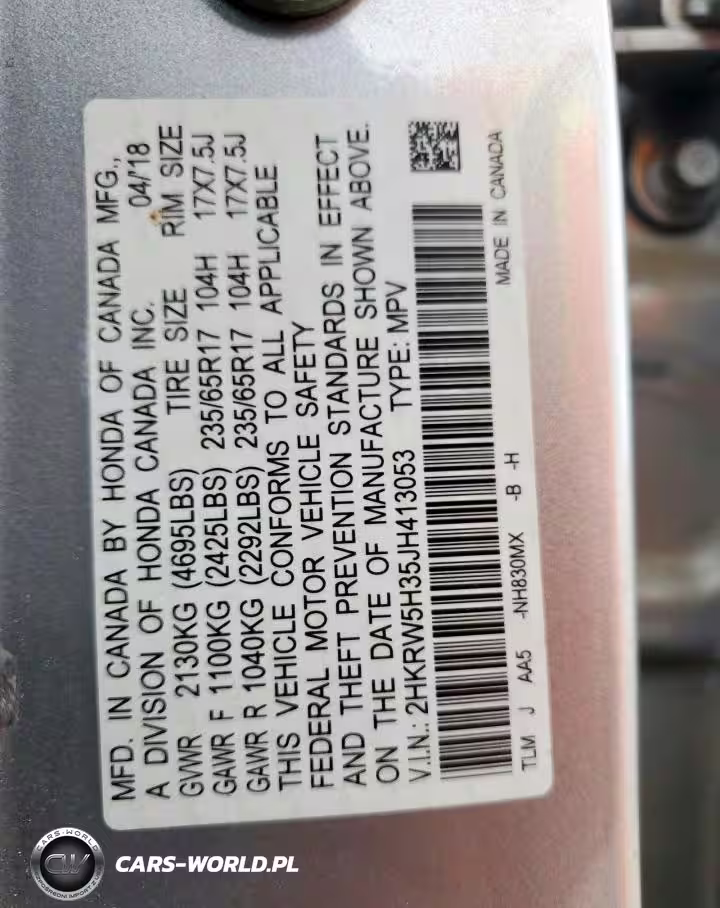 MFD. IN CANADA BY HONDA OF CANADA MFG.,
A DIVISION OF HONDA CANADA INC. 04/'18
GVWR 2130KG (4695LBS) TIRE SIZE RIM SIZE
GAWR F 1100KG (2425LBS) 235/65R17 104H 17X7.5J
GAWR R 1040KG (2292LBS) 235/65R17 104H 17X7.5J
THIS VEHICLE CONFORMS TO ALL APPLICABLE
FEDERAL MOTOR VEHICLE SAFETY
AND THEFT PREVENTION STANDARDS IN EFFECT
ON THE DATE OF MANUFACTURE SHOWN ABOVE.
V.I.N.: 2HKRW5H35JH413053 TYPE: MPV
TLM J AA5 -NH830MX -B -H MADE IN CANADA
CARS-WORLD
CW
CARS-WORLD.PL